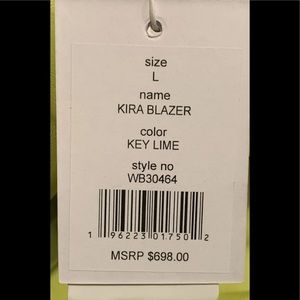 size
L
name
KIRA BLAZER
color
KEY LIME
style no
WB30464
1 96223 01750 2
MSRP $698.00